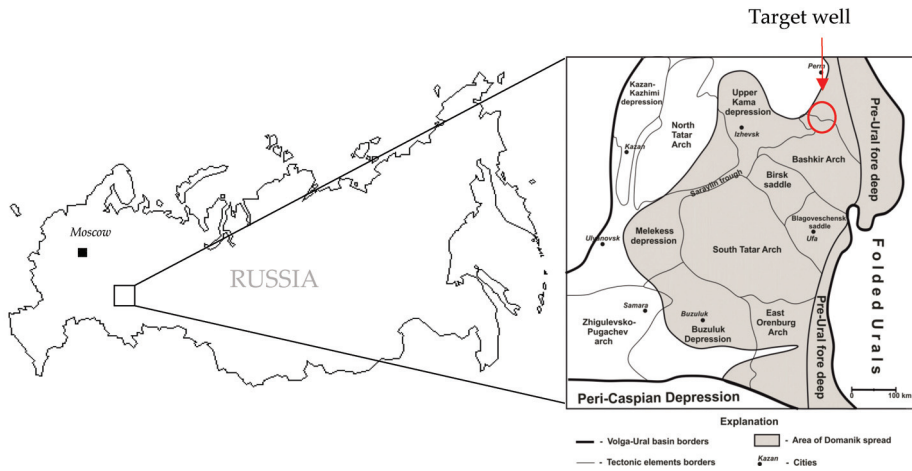 Target well
Moscow
RUSSIA
Perm
Kazan-
Kazhimi
depression
Upper
Kama
depression
North
Tatar
Arch
Izhevsk
Kazan
Bashkir Arch
Birsk
saddle
Pre-Ural fore deep
Sarayliin trough
Blagoveschensk
saddle
Ufa
Ulyanovsk
Melekess
depression
South Tatar Arch
Folded Urals
Samara
Buzuluk
Zhigulevsko-
Pugachev
arch
Buzuluk
Depression
East
Orenburg
Arch
Pre-Ural fore deep
0 100 km
Peri-Caspian Depression
Explanation
- Volga-Ural basin borders
- Area of Domanik spread
- Tectonic elements borders
Kazan
- Cities